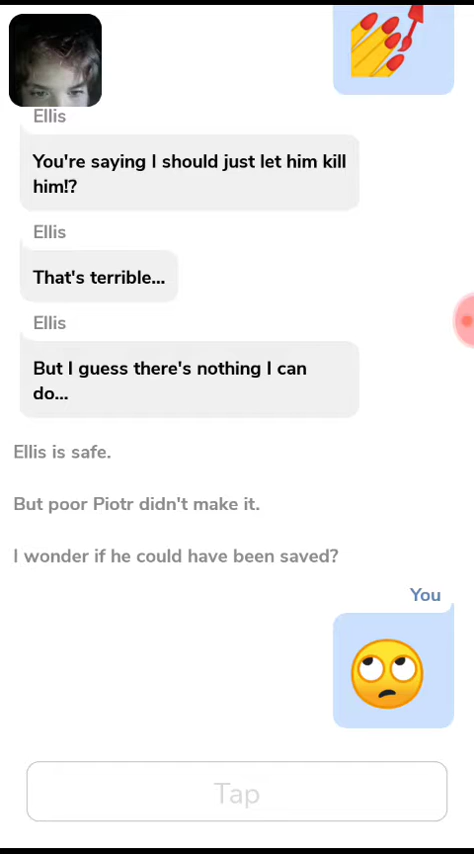 Ellis
You're saying I should just let him kill
him!?
Ellis
That's terrible...
Ellis
But I guess there's nothing I can
do...
Ellis is safe.
But poor Piotr didn't make it.
I wonder if he could have been saved?
You
Tap